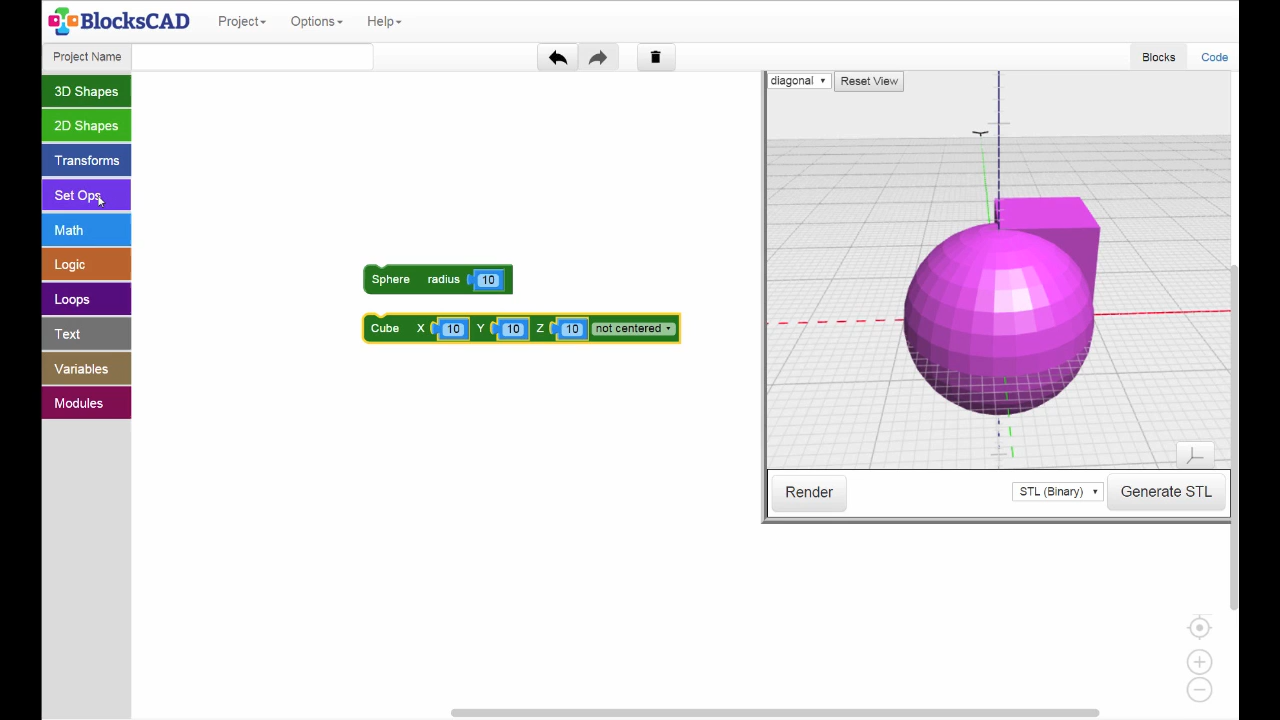 BlocksCAD Project Options Help
Project Name Blocks Code
diagonal Reset View
3D Shapes
2D Shapes
Transforms
Set Ops
Math
Logic
Loops
Text
Variables
Modules
Sphere radius 10
Cube X 10 Y 10 Z 10 not centered
Render STL (Binary) Generate STL